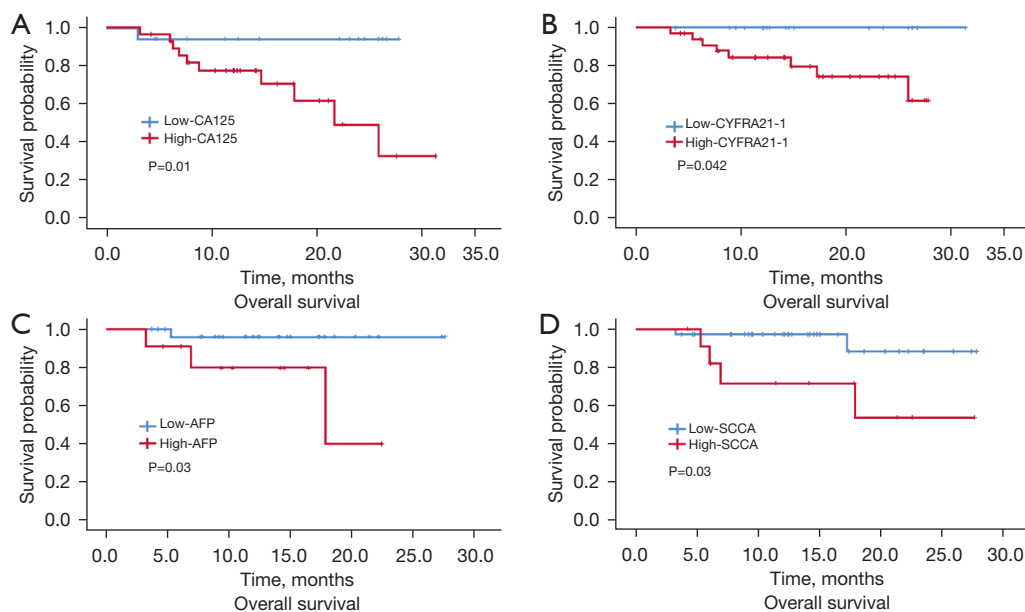 A
Survival probability
1.0
0.8
0.6
0.4
0.2
0.0
Low-CA125
High-CA125
P=0.01
0.0 10.0 20.0 30.0 35.0
Time, months
Overall survival
B
Survival probability
1.0
0.8
0.6
0.4
0.2
0.0
Low-CYFRA21-1
High-CYFRA21-1
P=0.042
0.0 10.0 20.0 30.0 35.0
Time, months
Overall survival
C
Survival probability
1.0
0.8
0.6
0.4
0.2
0.0
Low-AFP
High-AFP
P=0.03
0.0 5.0 10.0 15.0 20.0 25.0 30.0
Time, months
Overall survival
D
Survival probability
1.0
0.8
0.6
0.4
0.2
0.0
Low-SCCA
High-SCCA
P=0.03
0.0 5.0 10.0 15.0 20.0 25.0 30.0
Time, months
Overall survival